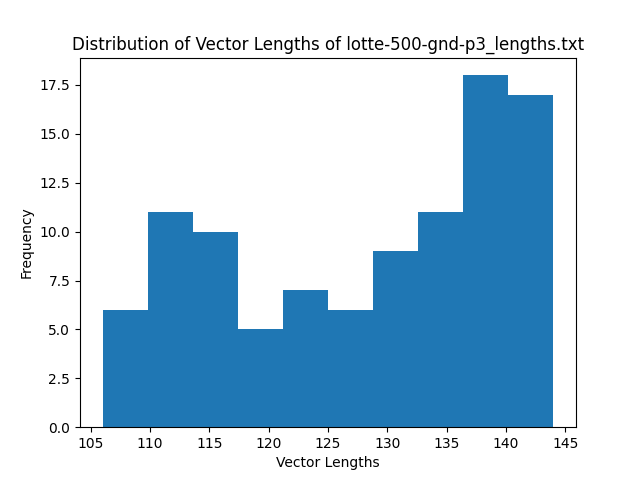 Distribution of Vector Lengths of lotte-500-gnd-p3_lengths.txt
17.5
15.0
12.5
10.0
7.5
5.0
2.5
0.0
Frequency
105 110 115 120 125 130 135 140 145
Vector Lengths